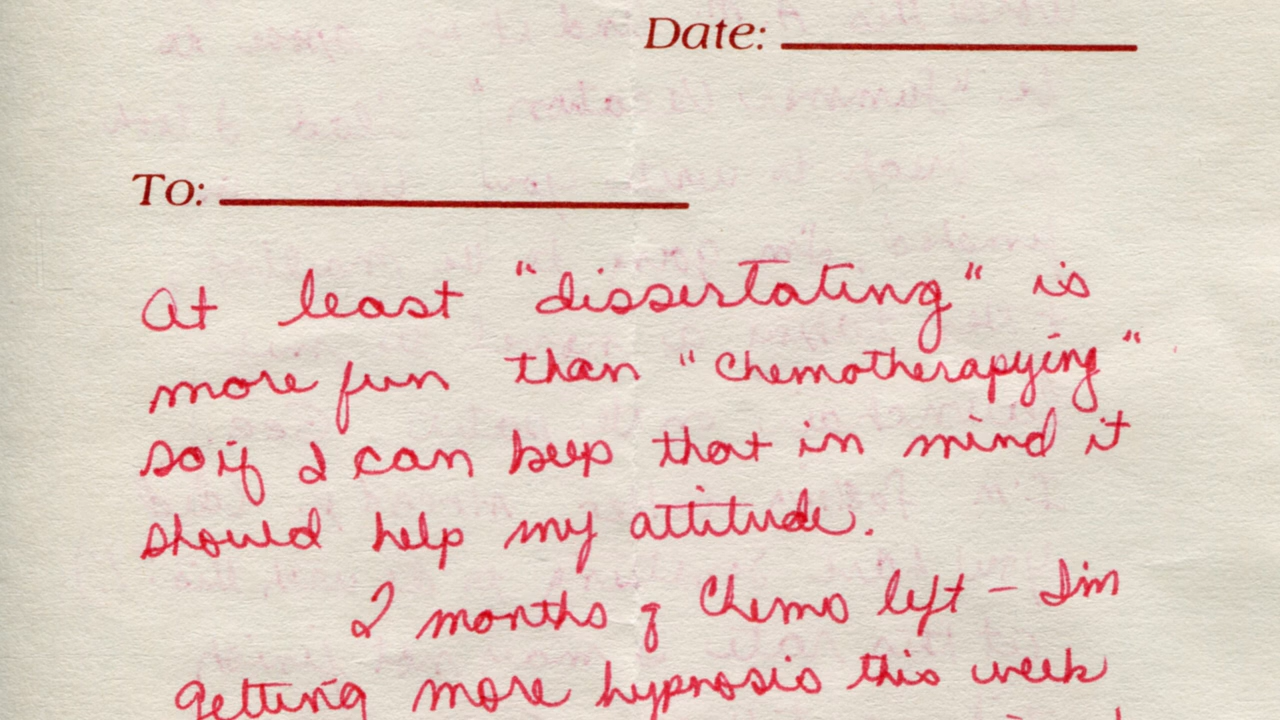 Date:
To:
At least "dissertating" is
more fun than "Chemotherapying"
so if I can keep that in mind it
should help my attitude.
2 months of Chemo left - I'm
getting more hypnosis this week